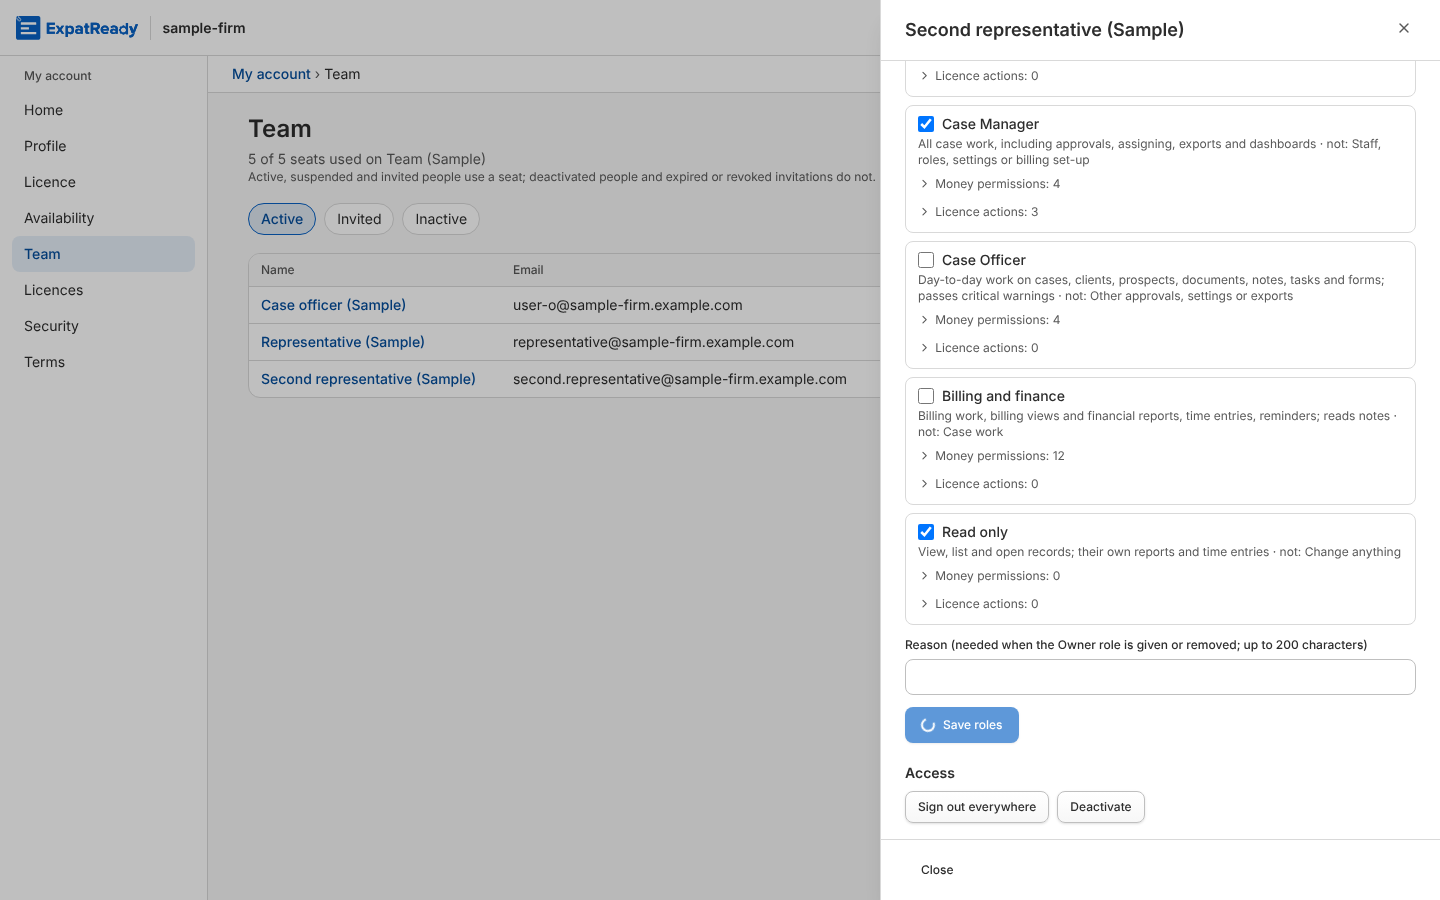 ExpatReady
sample-firm
My account
Home
Profile
Licence
Availability
Team
Licences
Security
Terms
My account › Team
Team
5 of 5 seats used on Team (Sample)
Active, suspended and invited people use a seat; deactivated people and expired or revoked invitations do not.
Active
Invited
Inactive
Name
Email
Case officer (Sample)
user-o@sample-firm.example.com
Representative (Sample)
representative@sample-firm.example.com
Second representative (Sample)
second.representative@sample-firm.example.com
Second representative (Sample)
Licence actions: 0
Case Manager
All case work, including approvals, assigning, exports and dashboards · not: Staff,
roles, settings or billing set-up
Money permissions: 4
Licence actions: 3
Case Officer
Day-to-day work on cases, clients, prospects, documents, notes, tasks and forms;
passes critical warnings · not: Other approvals, settings or exports
Money permissions: 4
Licence actions: 0
Billing and finance
Billing work, billing views and financial reports, time entries, reminders; reads notes ·
not: Case work
Money permissions: 12
Licence actions: 0
Read only
View, list and open records; their own reports and time entries · not: Change anything
Money permissions: 0
Licence actions: 0
Reason (needed when the Owner role is given or removed; up to 200 characters)
Save roles
Access
Sign out everywhere
Deactivate
Close